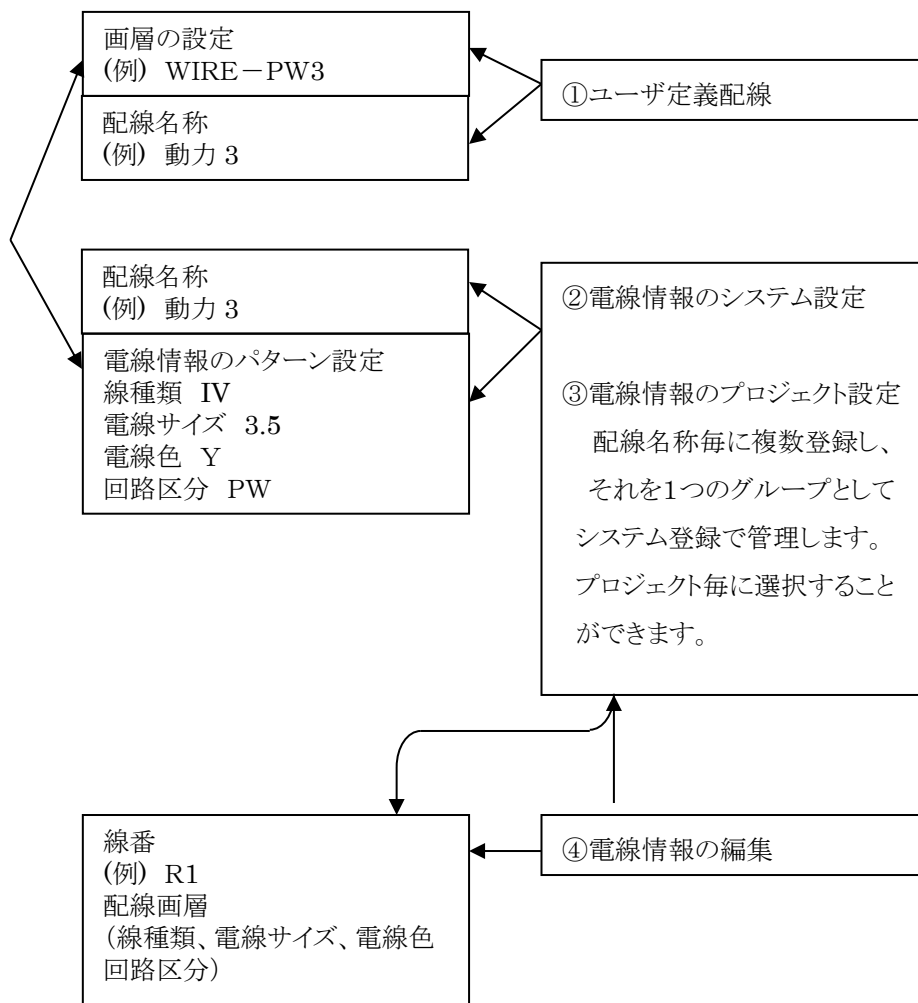 画層の設定
(例) WIRE－PW3
配線名称
(例) 動力 3
①ユーザ定義配線
配線名称
(例) 動力 3
電線情報のパターン設定
線種類 IV
電線サイズ 3.5
電線色 Y
回路区分 PW
②電線情報のシステム設定
③電線情報のプロジェクト設定
配線名称毎に複数登録し、
それを1つのグループとして
システム登録で管理します。
プロジェクト毎に選択すること
ができます。
線番
(例) R1
配線画層
（線種類、電線サイズ、電線色
回路区分）
④電線情報の編集